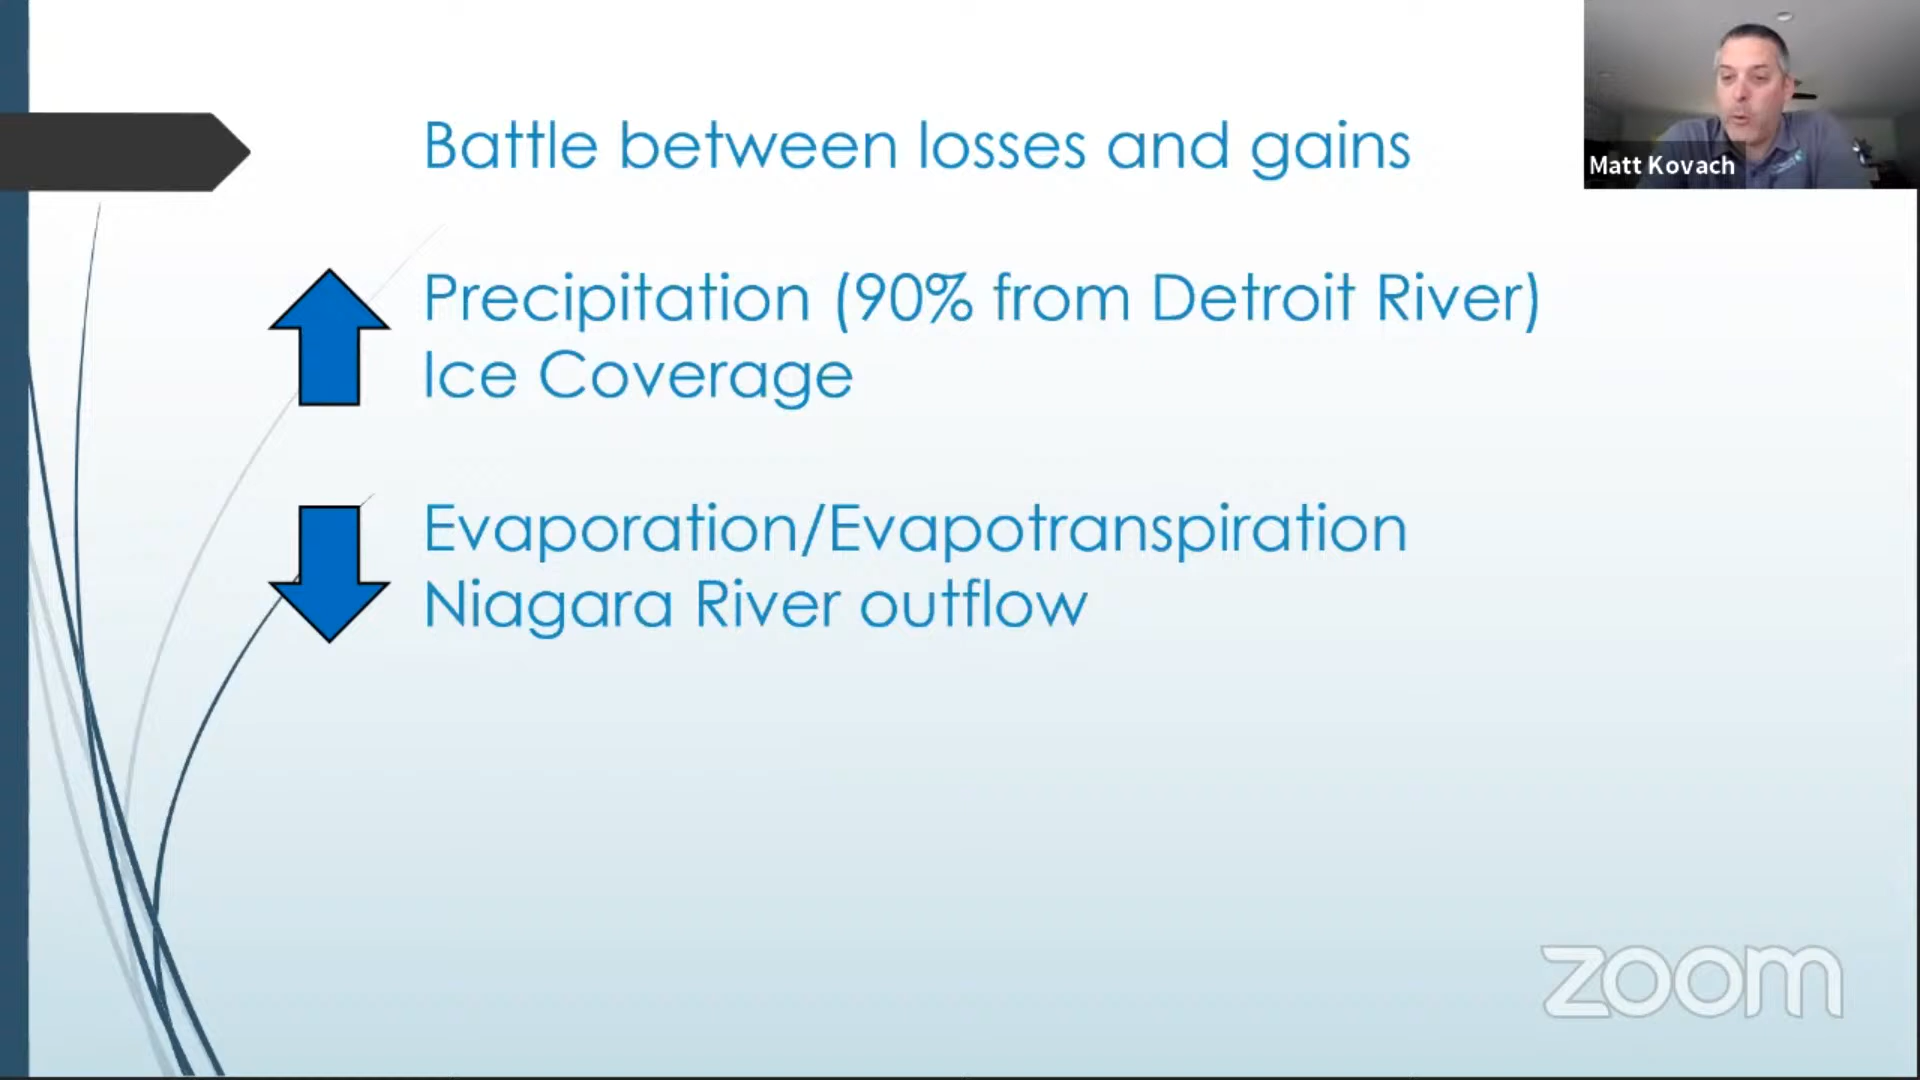 Battle between losses and gains
Precipitation (90% from Detroit River)
Ice Coverage
Evaporation/Evapotranspiration
Niagara River outflow
Matt Kovach
zoom